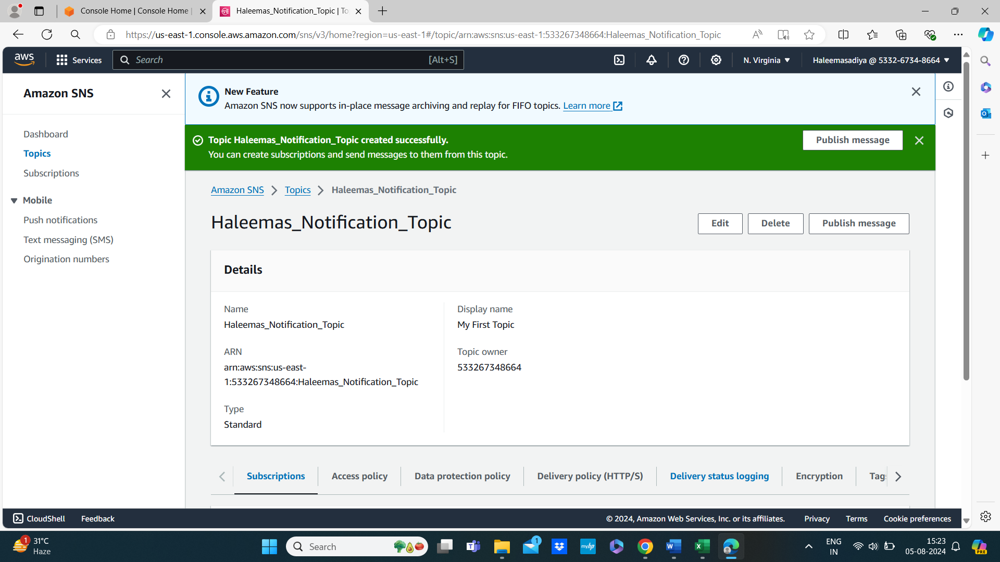 Console Home | Console Home |
Haleemas_Notification_Topic | To
https://us-east-1.console.aws.amazon.com/sns/v3/home?region=us-east-1#/topic/arn:aws:sns:us-east-1:533267348664:Haleemas_Notification_Topic
aws
Services
Search
[Alt+S]
N. Virginia
Haleemasadiya @ 5332-6734-8664
Amazon SNS
Dashboard
Topics
Subscriptions
Mobile
Push notifications
Text messaging (SMS)
Origination numbers
New Feature
Amazon SNS now supports in-place message archiving and replay for FIFO topics. Learn more
Topic Haleemas_Notification_Topic created successfully.
You can create subscriptions and send messages to them from this topic.
Publish message
Amazon SNS
Topics
Haleemas_Notification_Topic
Haleemas_Notification_Topic
Edit
Delete
Publish message
Details
Name
Haleemas_Notification_Topic
ARN
arn:aws:sns:us-east-
1:533267348664:Haleemas_Notification_Topic
Type
Standard
Display name
My First Topic
Topic owner
533267348664
Subscriptions
Access policy
Data protection policy
Delivery policy (HTTP/S)
Delivery status logging
Encryption
Tags
CloudShell
Feedback
© 2024, Amazon Web Services, Inc. or its affiliates.
Privacy
Terms
Cookie preferences
1
31°C
Haze
Search
1
myhp
W
X
ENG
IN
15:23
05-08-2024
PRE